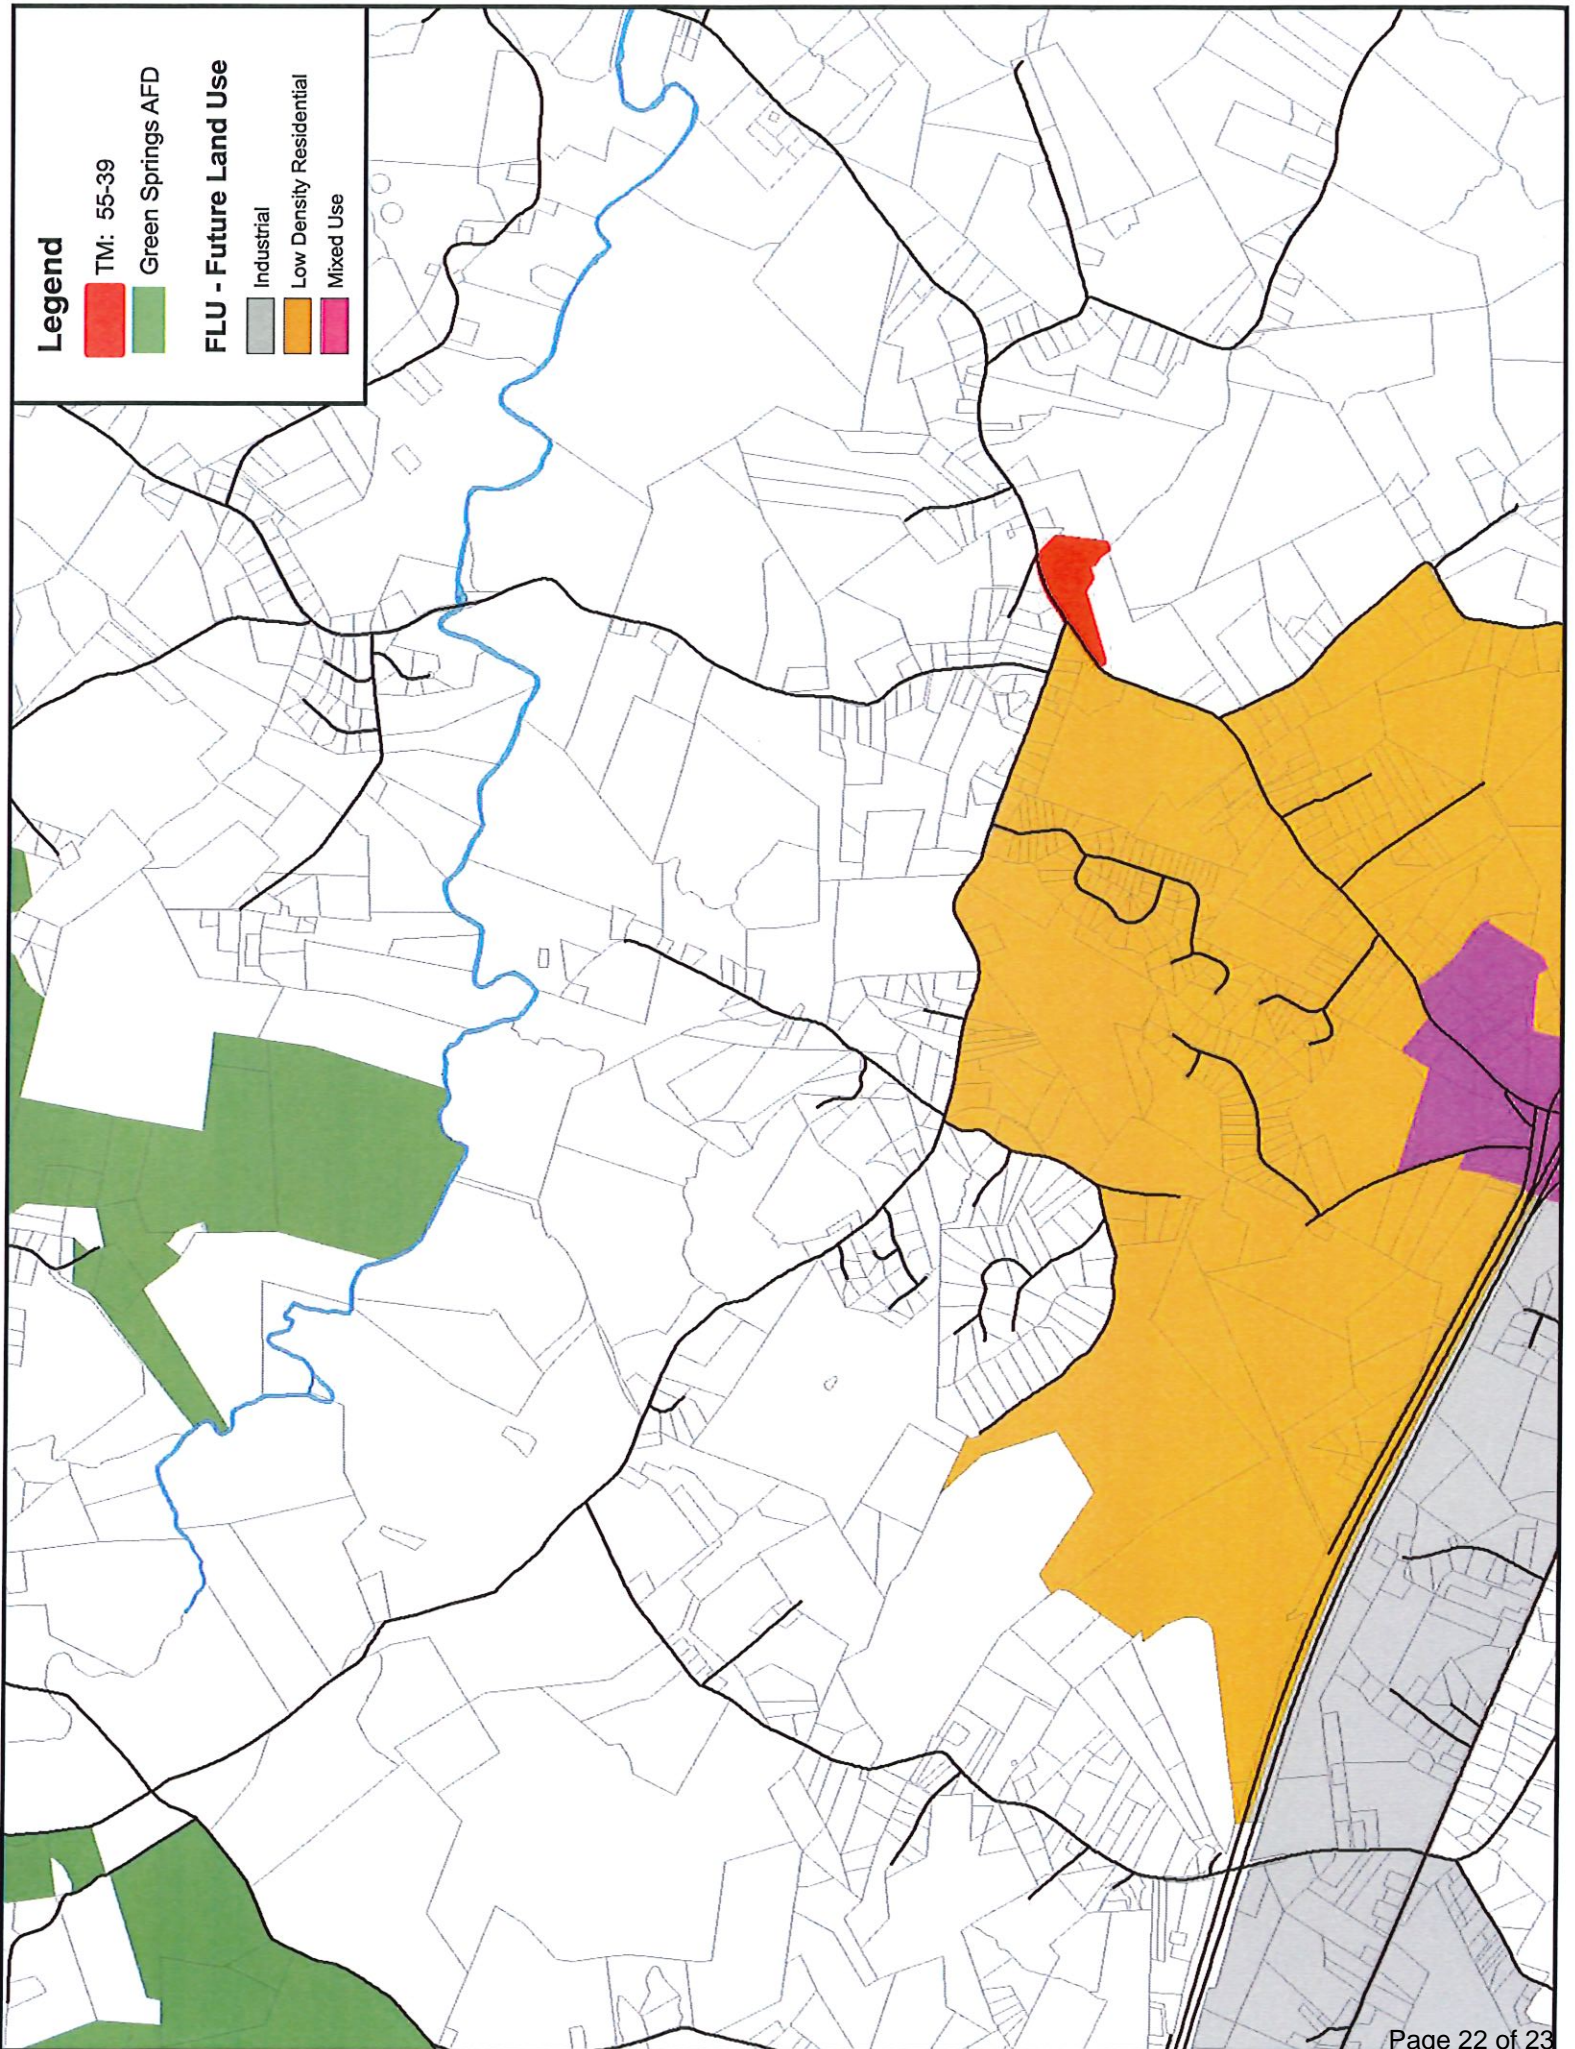 Legend
TM: 55-39
Green Springs AFD
FLU - Future Land Use
Industrial
Low Density Residential
Mixed Use
Page 22 of 23